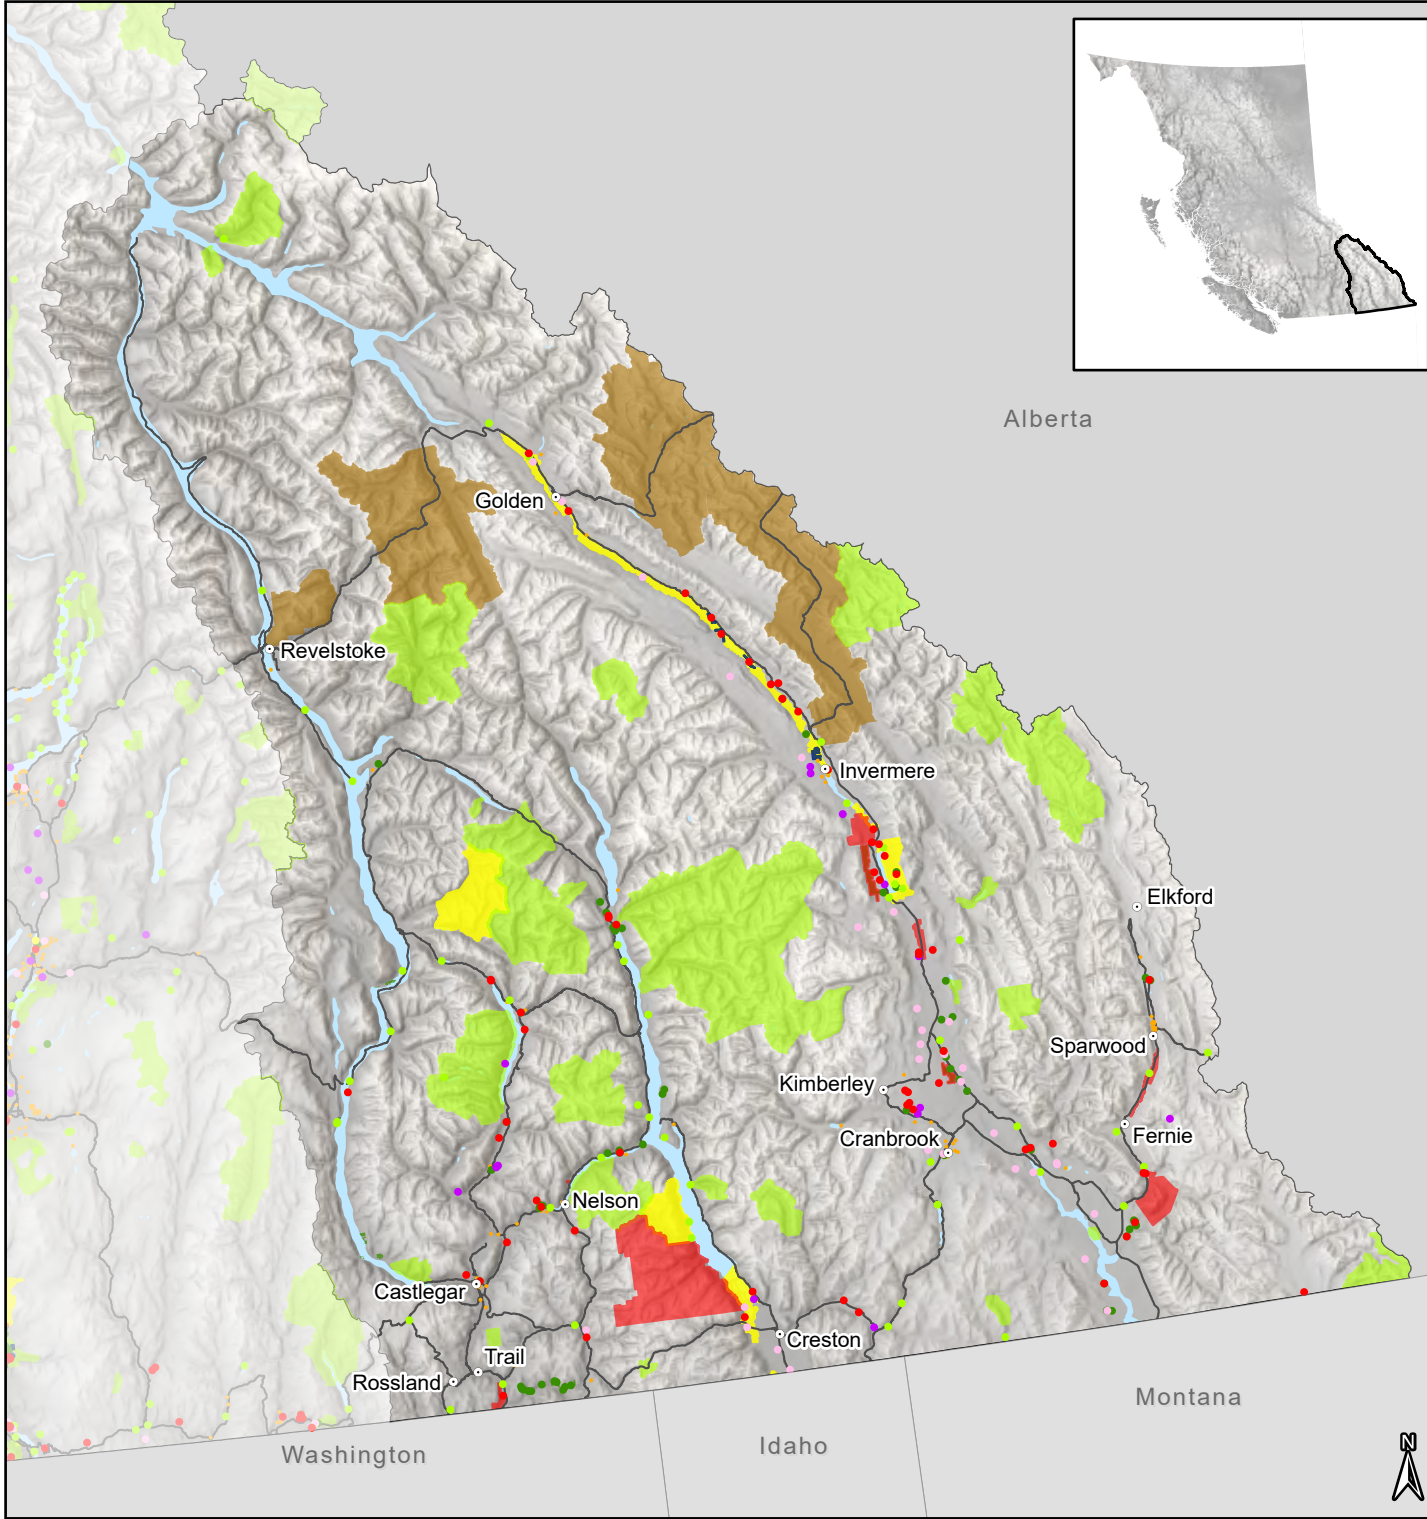 Alberta
Golden
Revelstoke
Invermere
Elkford
Sparwood
Kimberley
Fernie
Cranbrook
Nelson
Castlegar
Creston
Trail
Rossland
Montana
Idaho
Washington
N